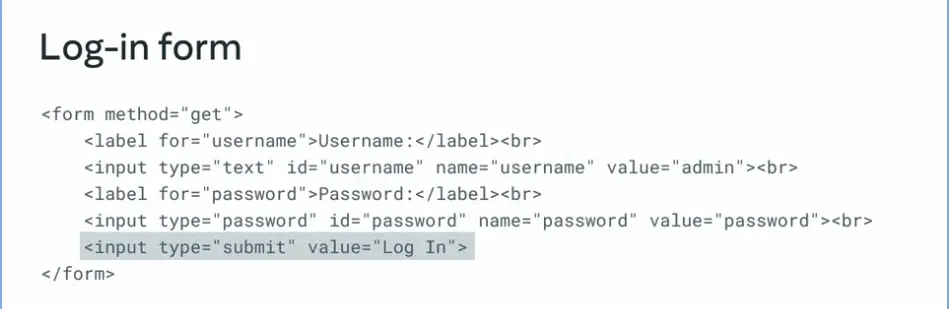 Log-in form
<form method="get">
<label for="username">Username:</label><br>
<input type="text" id="username" name="username" value="admin"><br>
<label for="password">Password:</label><br>
<input type="password" id="password" name="password" value="password"><br>
<input type="submit" value="Log In">
</form>